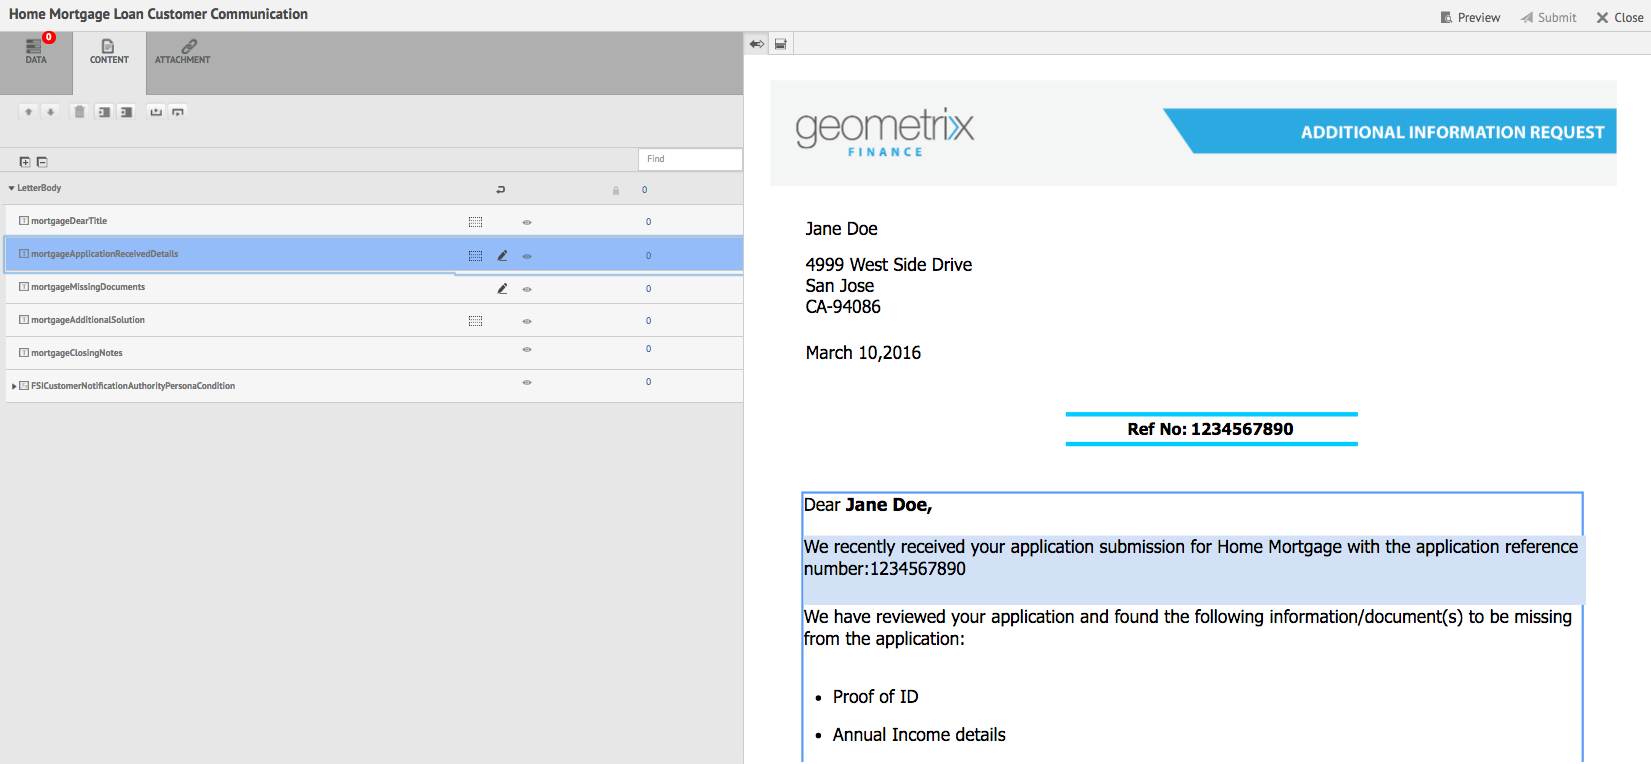 Home Mortgage Loan Customer Communication
Preview
Submit
Close
0
DATA
CONTENT
ATTACHMENT
Find
LetterBody
0
mortgageDearTitle
0
mortgageApplicationReceivedDetails
0
mortgageMissingDocuments
0
mortgageAdditionalSolution
0
mortgageClosingNotes
0
FSICustomerNotificationAuthorityPersonaCondition
0
geometrixx
FINANCE
ADDITIONAL INFORMATION REQUEST
Jane Doe
4999 West Side Drive
San Jose
CA-94086
March 10,2016
Ref No: 1234567890
Dear Jane Doe,
We recently received your application submission for Home Mortgage with the application reference
number:1234567890
We have reviewed your application and found the following information/document(s) to be missing
from the application:
• Proof of ID
• Annual Income details